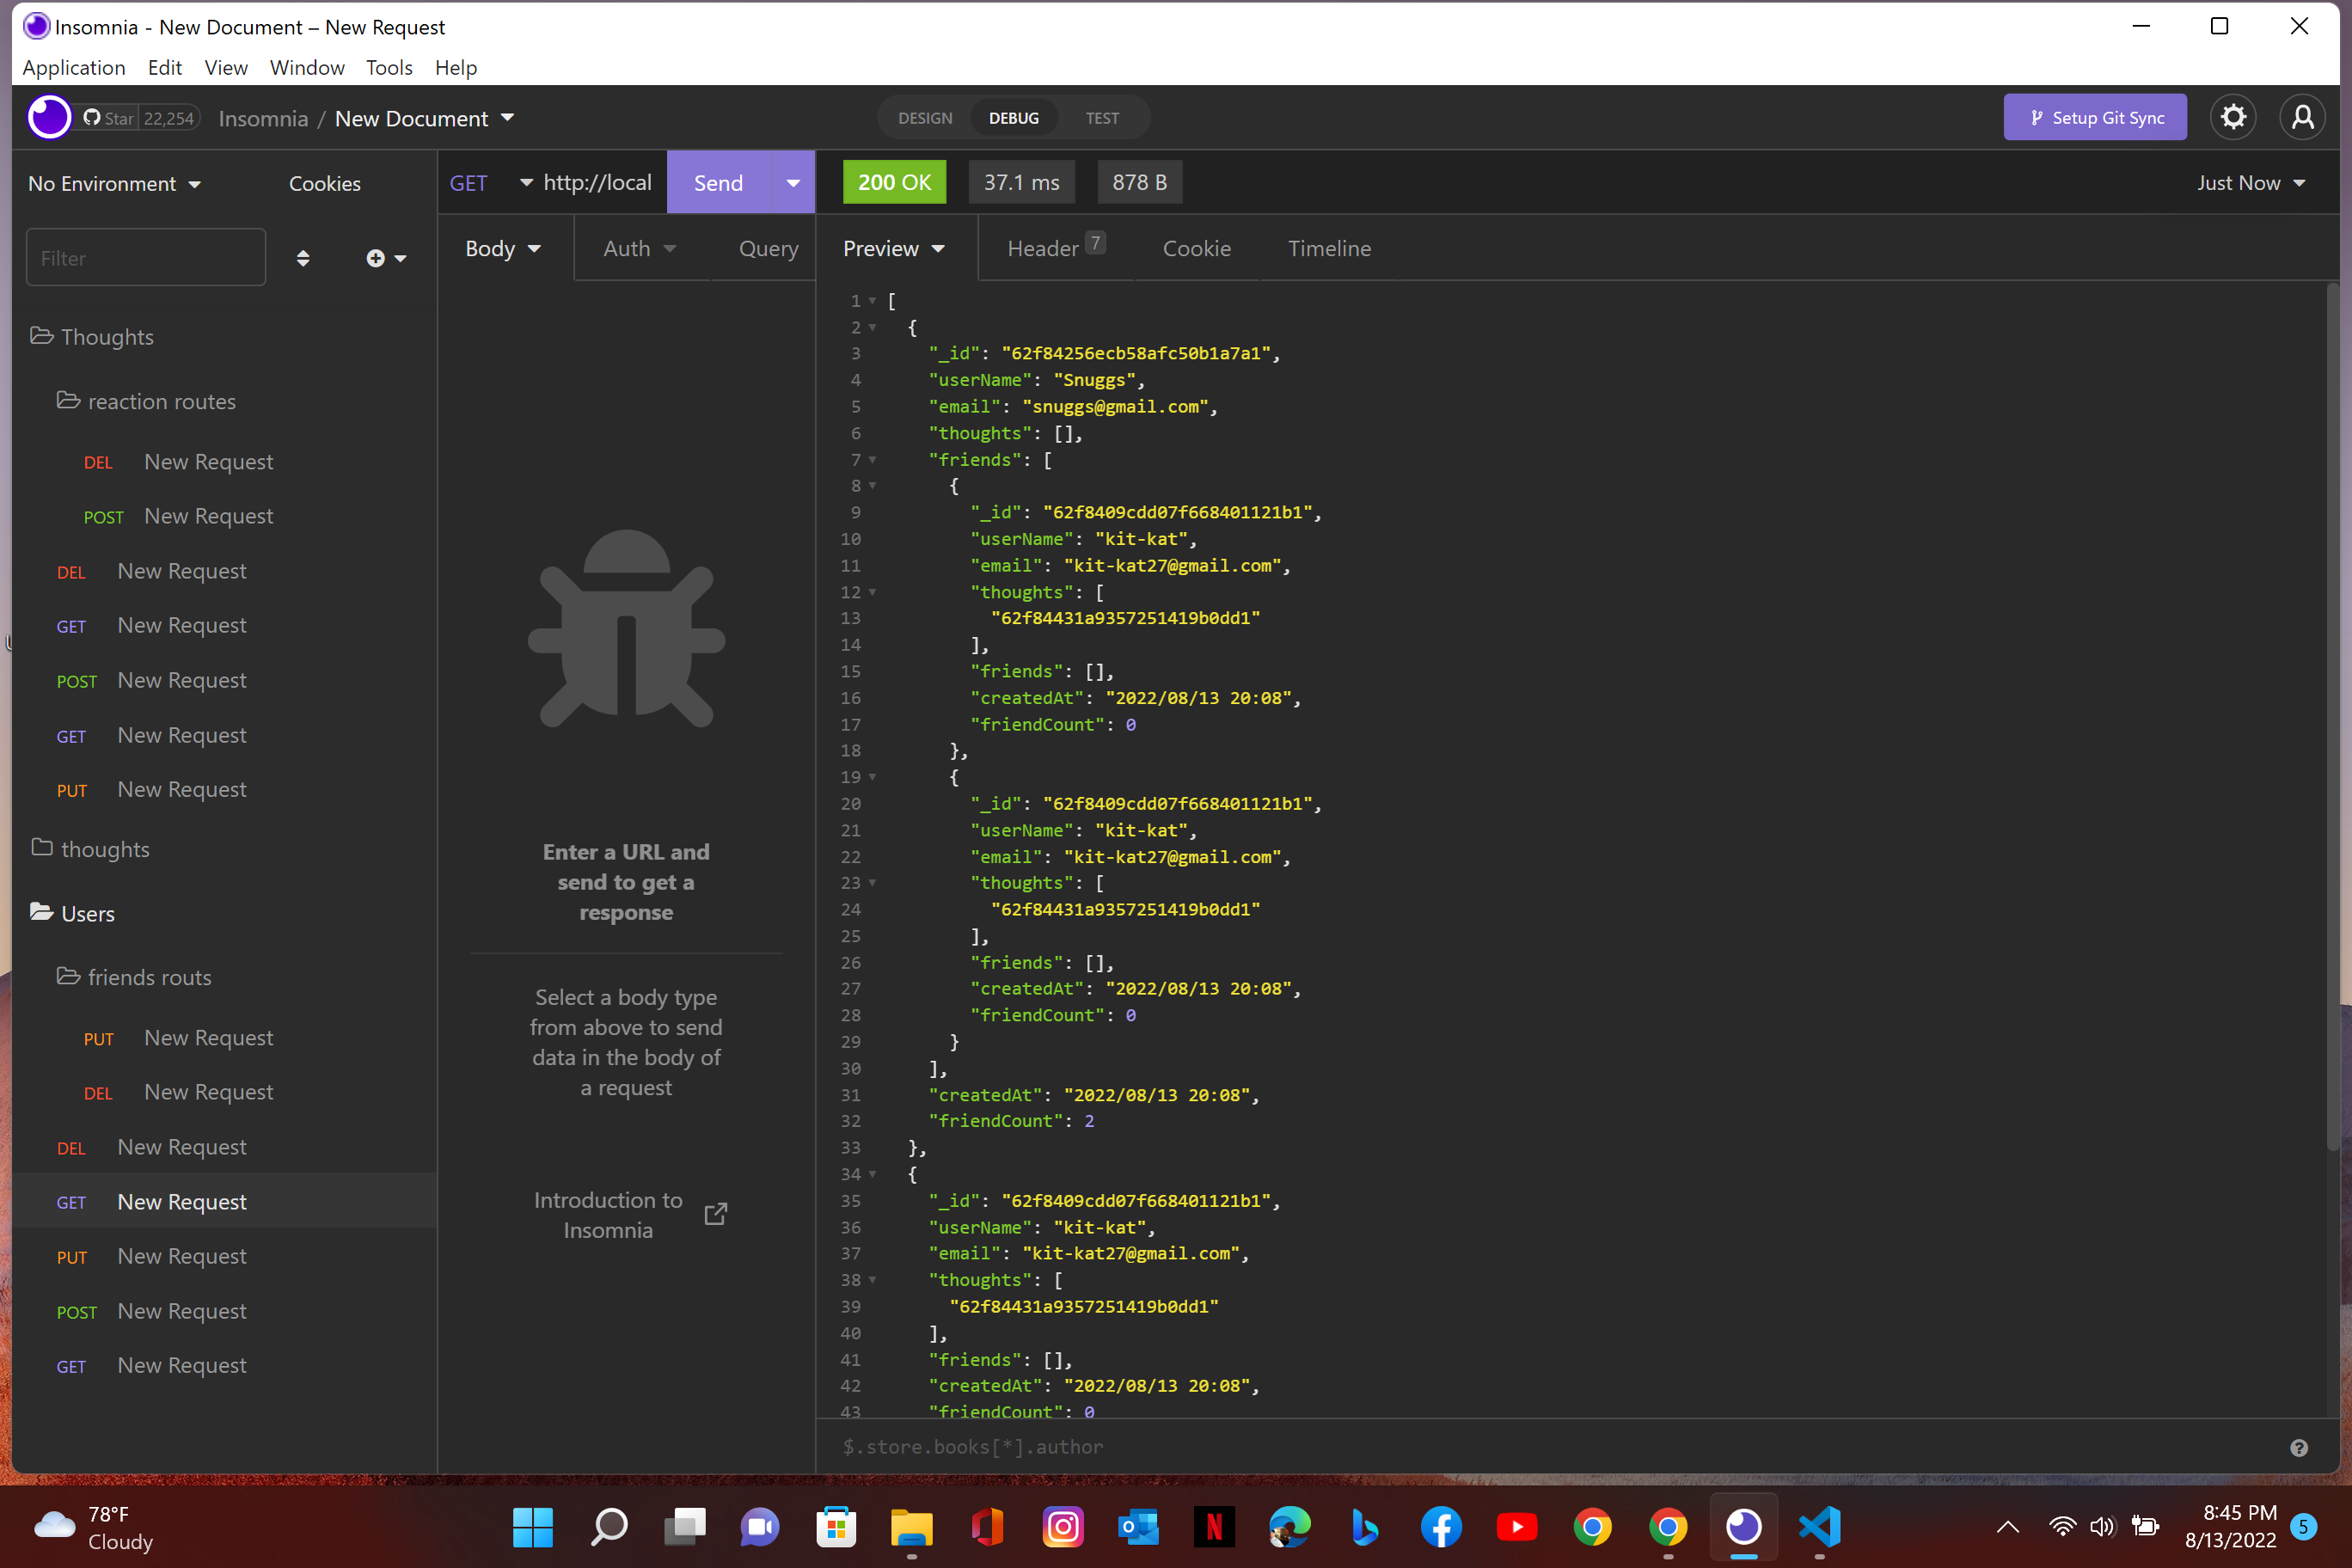 Insomnia - New Document – New Request
Application Edit View Window Tools Help
Star 22,254 Insomnia / New Document DESIGN DEBUG TEST Setup Git Sync
No Environment Cookies GET http://local Send 200 OK 37.1 ms 878 B Just Now
Filter
Body Auth Query Preview Header 7 Cookie Timeline
Thoughts
reaction routes
DEL New Request
POST New Request
DEL New Request
GET New Request
POST New Request
GET New Request
PUT New Request
thoughts
Users
friends routs
PUT New Request
DEL New Request
DEL New Request
GET New Request
PUT New Request
POST New Request
GET New Request
Enter a URL and
send to get a
response
Select a body type
from above to send
data in the body of
a request
Introduction to
Insomnia
1 [
2 {
3 "_id": "62f84256ecb58afc50b1a7a1",
4 "userName": "Snuggs",
5 "email": "snuggs@gmail.com",
6 "thoughts": [],
7 "friends": [
8 {
9 "_id": "62f8409cdd07f668401121b1",
10 "userName": "kit-kat",
11 "email": "kit-kat27@gmail.com",
12 "thoughts": [
13 "62f84431a9357251419b0dd1"
14 ],
15 "friends": [],
16 "createdAt": "2022/08/13 20:08",
17 "friendCount": 0
18 },
19 {
20 "_id": "62f8409cdd07f668401121b1",
21 "userName": "kit-kat",
22 "email": "kit-kat27@gmail.com",
23 "thoughts": [
24 "62f84431a9357251419b0dd1"
25 ],
26 "friends": [],
27 "createdAt": "2022/08/13 20:08",
28 "friendCount": 0
29 }
30 ],
31 "createdAt": "2022/08/13 20:08",
32 "friendCount": 2
33 },
34 {
35 "_id": "62f8409cdd07f668401121b1",
36 "userName": "kit-kat",
37 "email": "kit-kat27@gmail.com",
38 "thoughts": [
39 "62f84431a9357251419b0dd1"
40 ],
41 "friends": [],
42 "createdAt": "2022/08/13 20:08",
43 "friendCount": 0
$.store.books[*].author
78°F
Cloudy
8:45 PM
8/13/2022
5